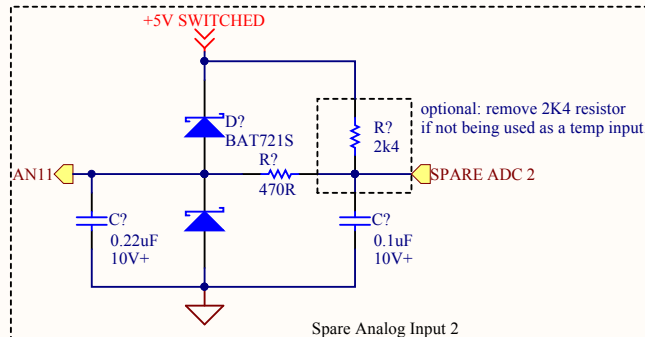 +5V SWITCHED
optional: remove 2K4 resistor
if not being used as a temp input
R?
2k4
D?
BAT721S
R?
470R
AN11
SPARE ADC 2
C?
0.22uF
10V+
C?
0.1uF
10V+
Spare Analog Input 2